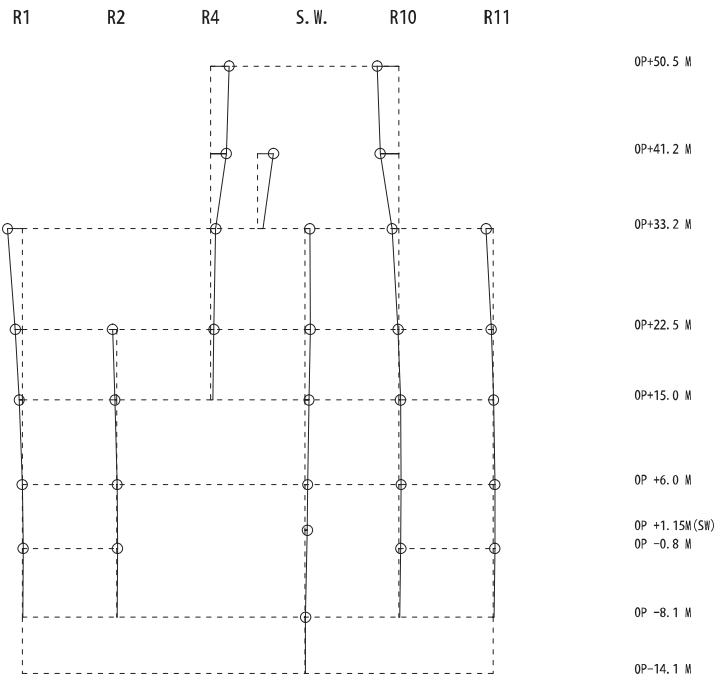 R1 R2 R4 S.W. R10 R11
OP+50.5 M
OP+41.2 M
OP+33.2 M
OP+22.5 M
OP+15.0 M
OP +6.0 M
OP +1.15M(SW)
OP -0.8 M
OP -8.1 M
OP-14.1 M